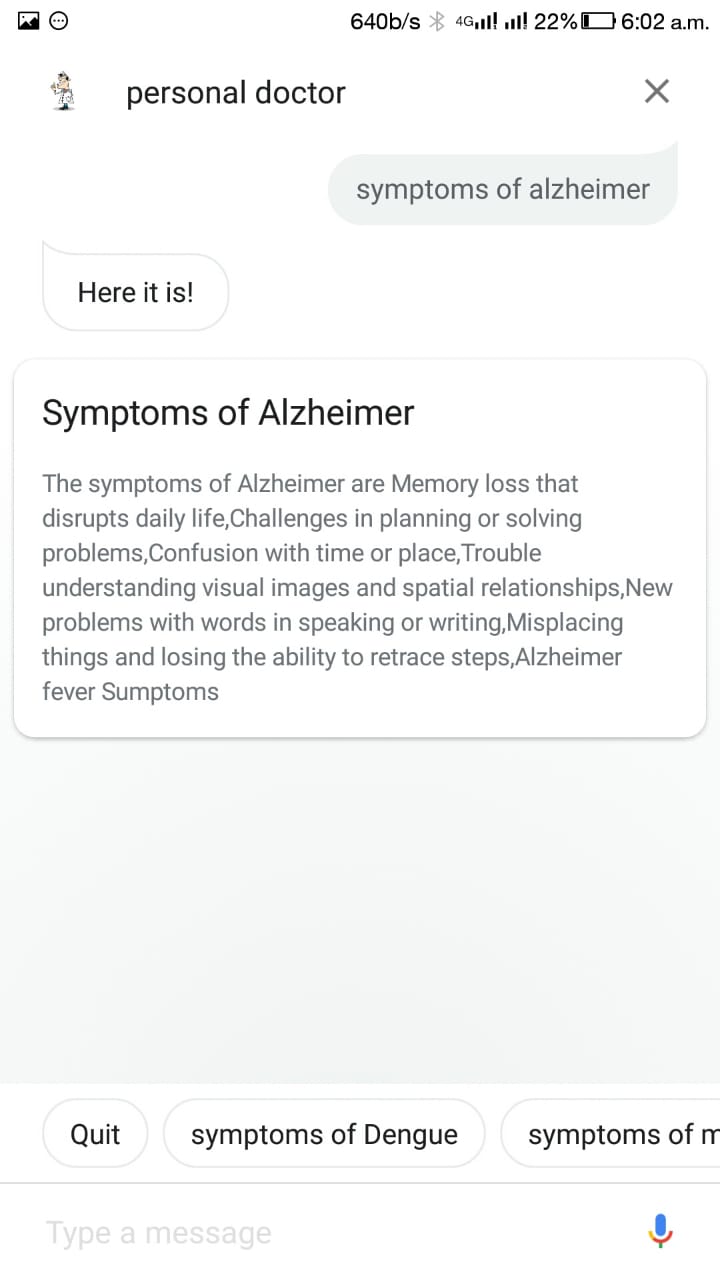 640b/s 4G 22% 6:02 a.m.
personal doctor
symptoms of alzheimer
Here it is!
Symptoms of Alzheimer
The symptoms of Alzheimer are Memory loss that
disrupts daily life,Challenges in planning or solving
problems,Confusion with time or place,Trouble
understanding visual images and spatial relationships,New
problems with words in speaking or writing,Misplacing
things and losing the ability to retrace steps,Alzheimer
fever Sumptoms
Quit symptoms of Dengue symptoms of m
Type a message